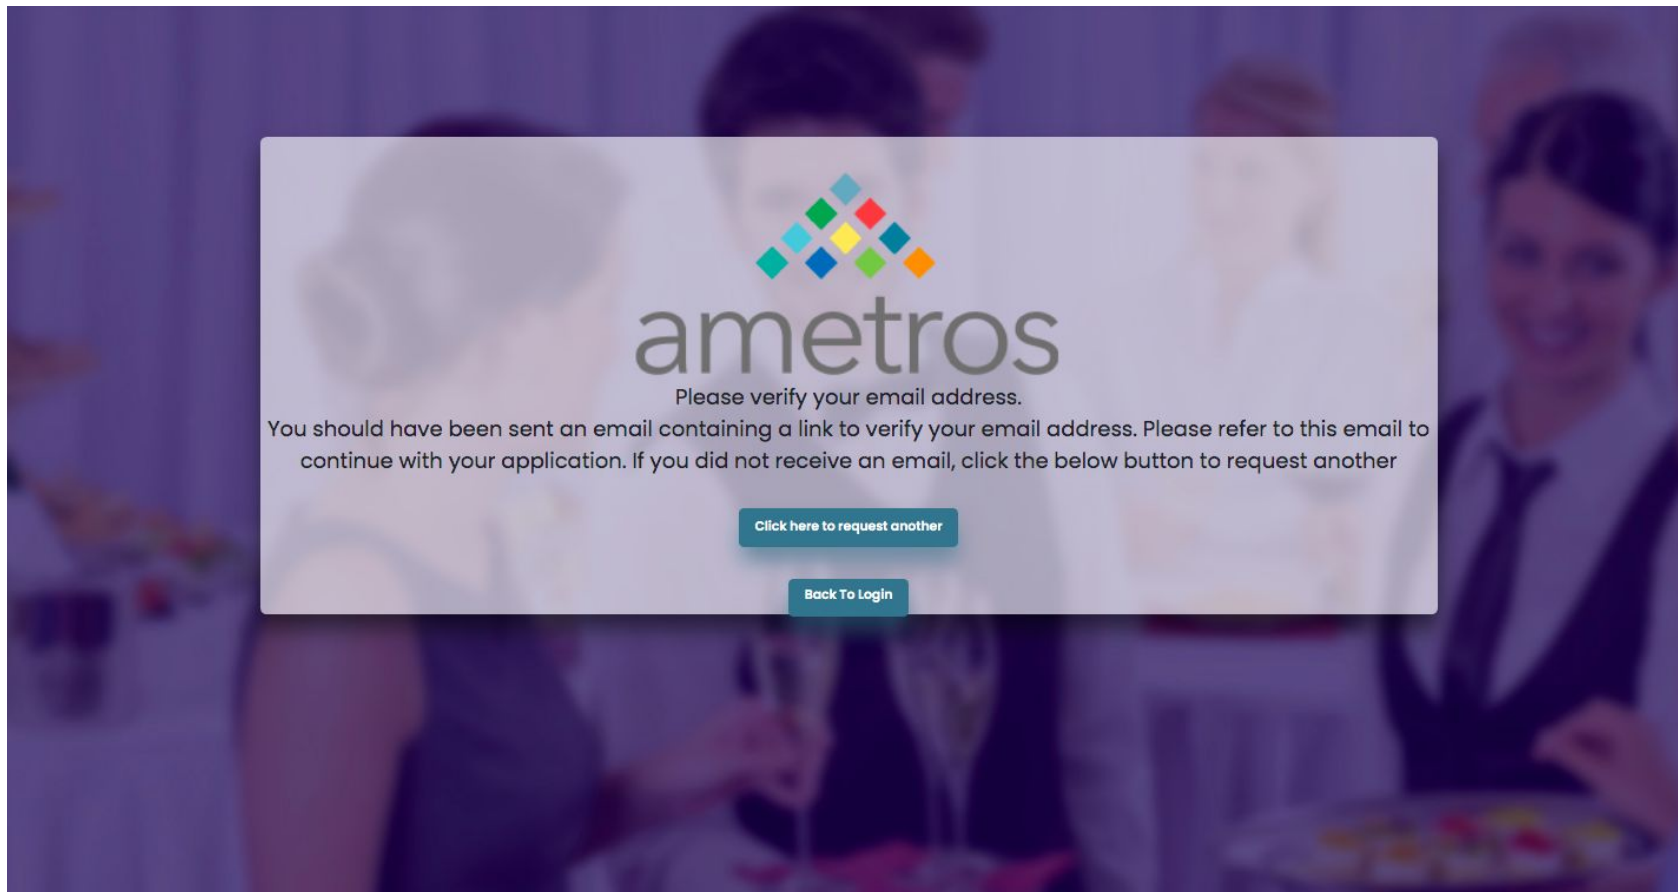 ametros
Please verify your email address.
You should have been sent an email containing a link to verify your email address. Please refer to this email to
continue with your application. If you did not receive an email, click the below button to request another
Click here to request another
Back To Login